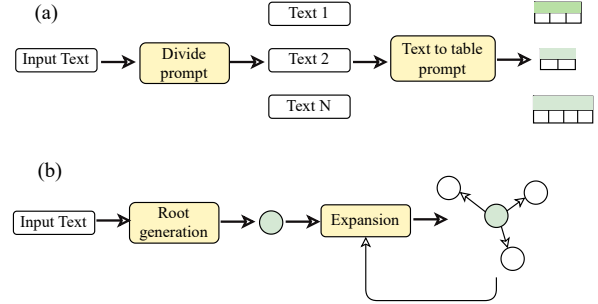 (a)
Text 1
Input Text
Divide
prompt
Text 2
Text to table
prompt
Text N
(b)
Input Text
Root
generation
Expansion